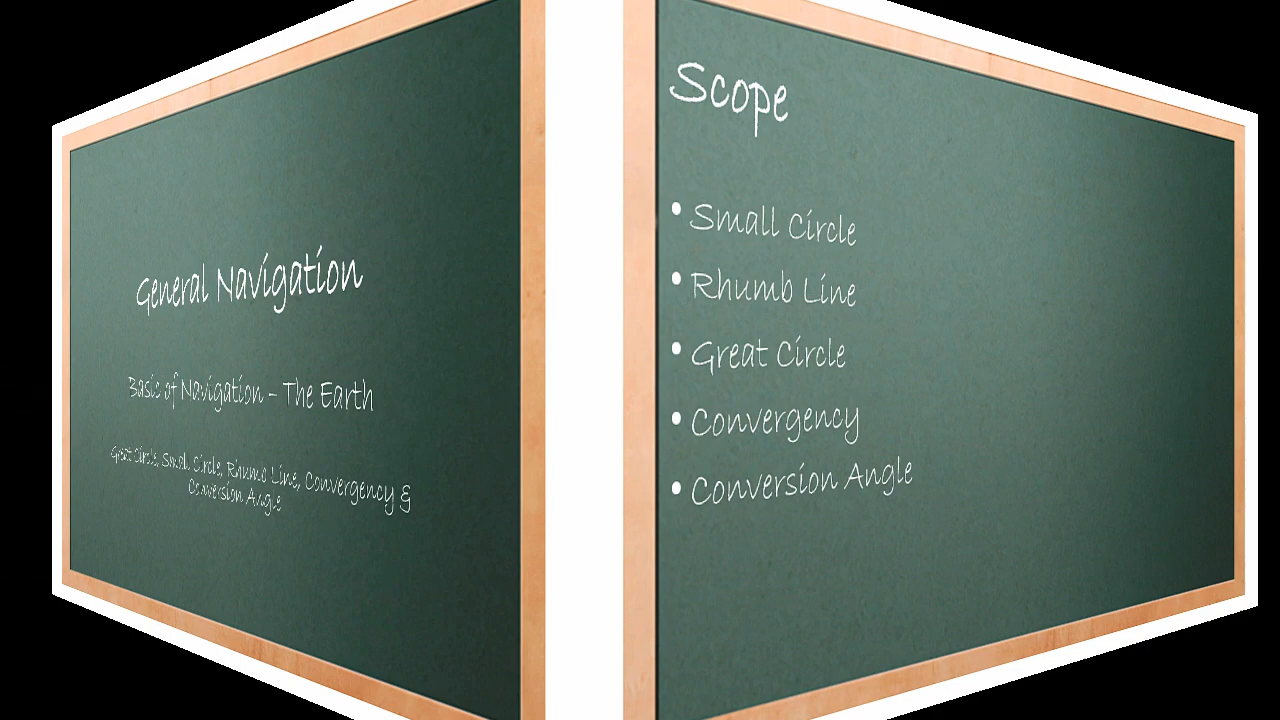 General Navigation
Basic of Navigation – The Earth
Great Circle, Small Circle, Rhumb Line, Convergency &
Conversion Angle
Scope
• Small Circle
• Rhumb Line
• Great Circle
• Convergency
• Conversion Angle